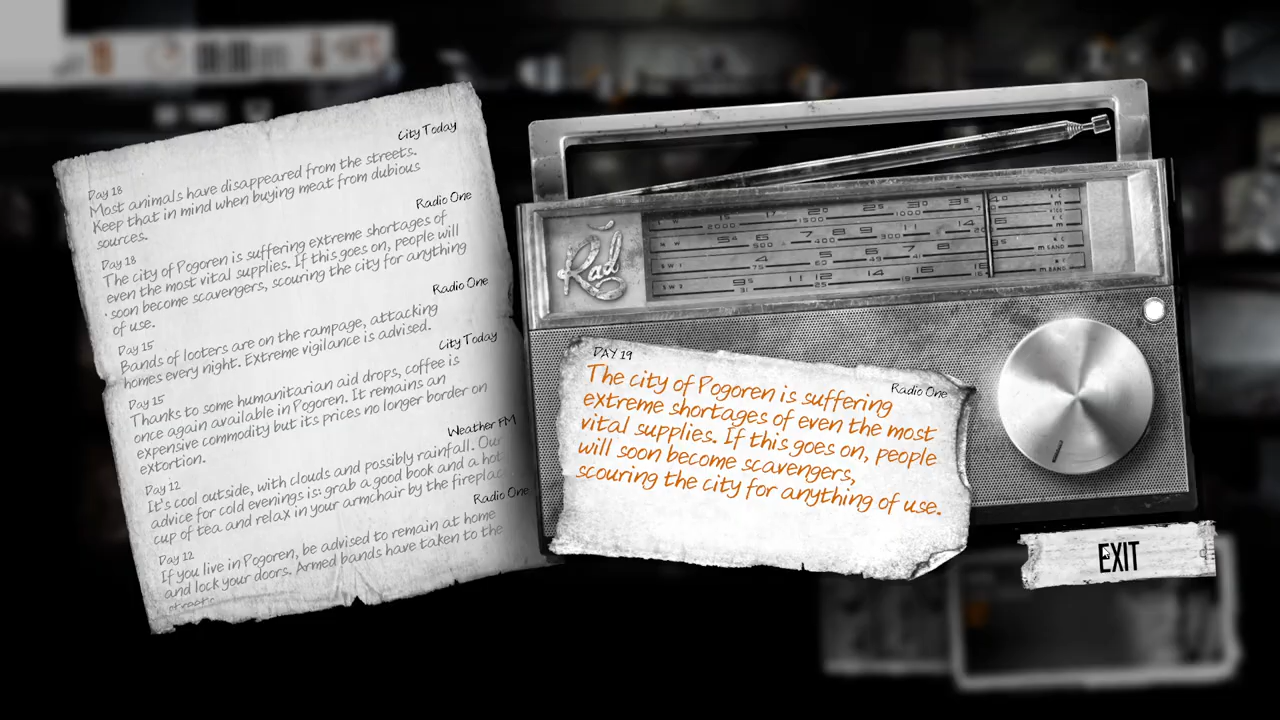 City Today
Day 18
Most animals have disappeared from the streets.
Keep that in mind when buying meat from dubious
sources.
Radio One
Day 18
The city of Pogoren is suffering extreme shortages of
even the most vital supplies. If this goes on, people will
soon become scavengers, scouring the city for anything
of use.
Radio One
Day 15
Bands of looters are on the rampage, attacking
homes every night. Extreme vigilance is advised.
City Today
Day 15
Thanks to some humanitarian aid drops, coffee is
once again available in Pogoren. It remains an
expensive commodity but its prices no longer border on
extortion.
Weather FM
Day 12
It's cool outside, with clouds and possibly rainfall. Our
advice for cold evenings is: grab a good book and a hot
cup of tea and relax in your armchair by the fireplac
Radio One
Day 12
If you live in Pogoren, be advised to remain at home
and lock your doors. Armed bands have taken to the
Rad
DAY 19
Radio One
The city of Pogoren is suffering
extreme shortages of even the most
vital supplies. If this goes on, people
will soon become scavengers,
scouring the city for anything of use.
EXIT